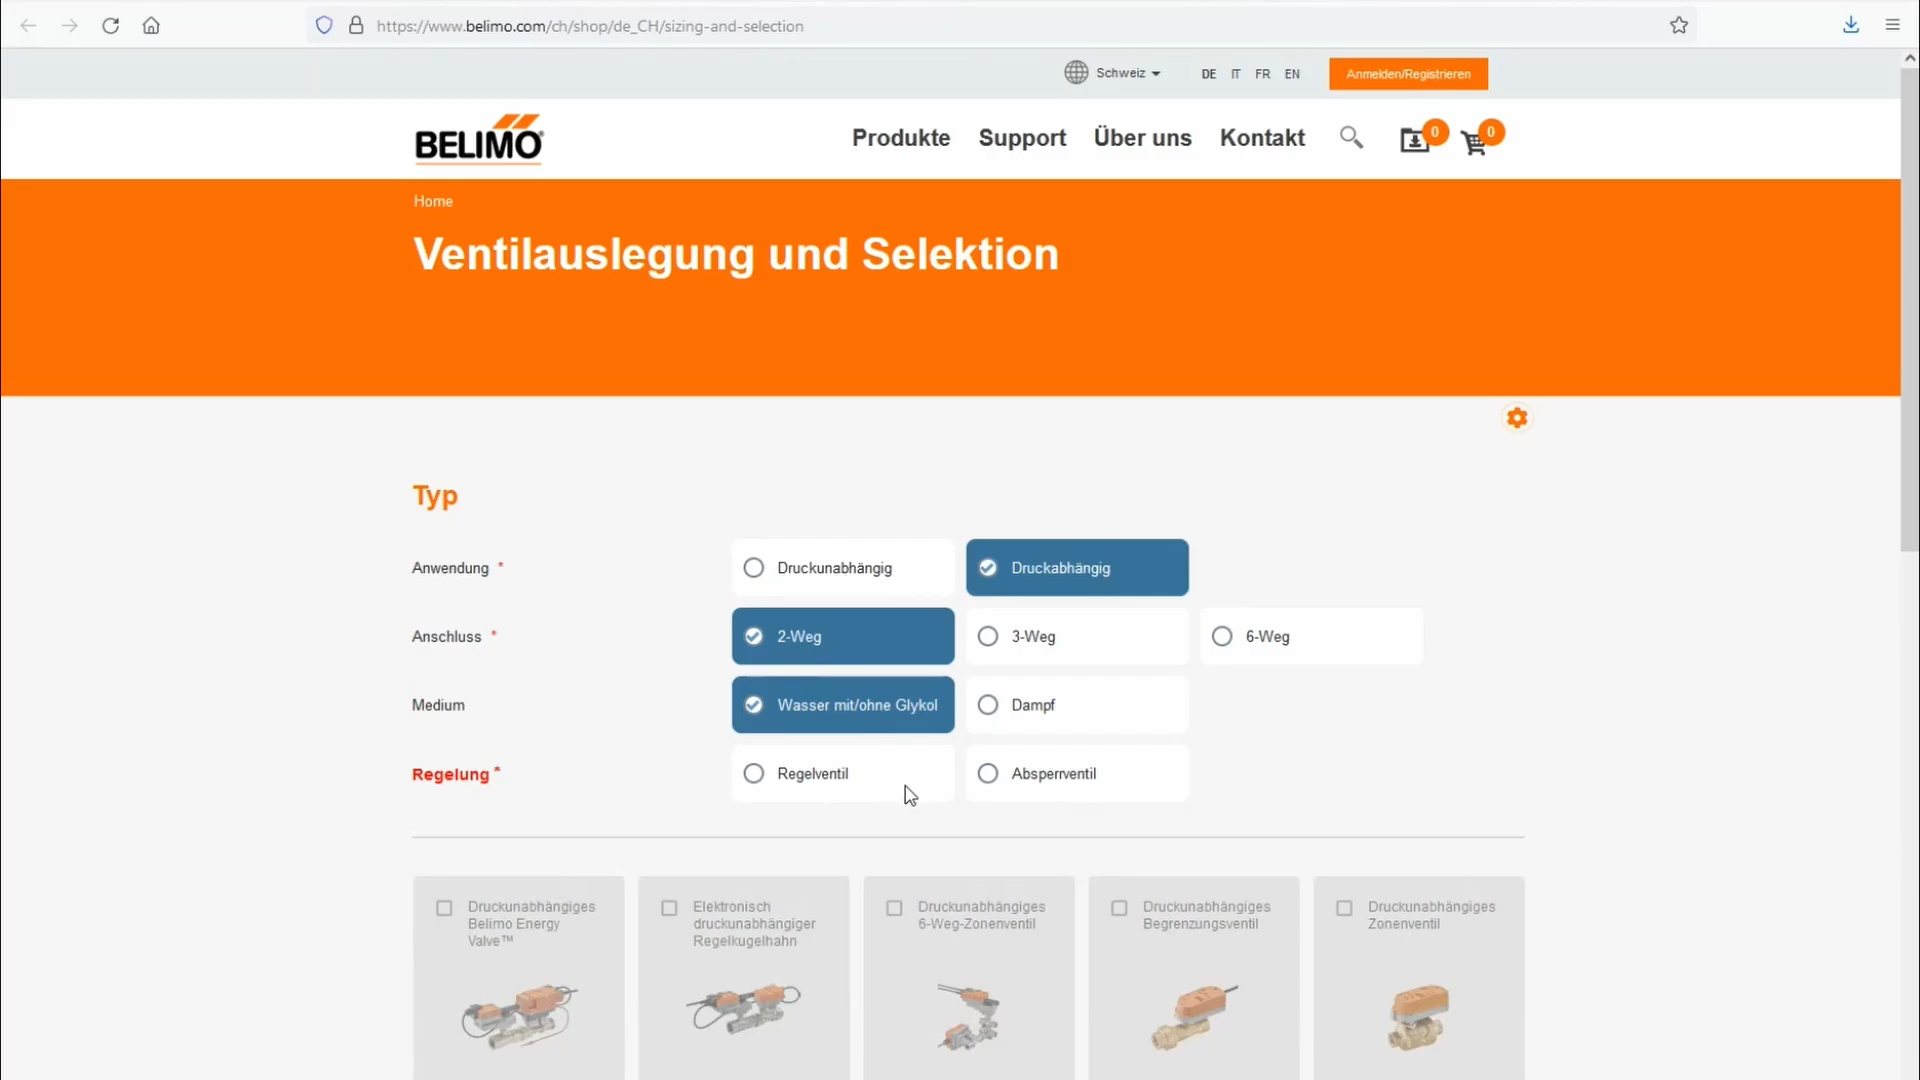 https://www.belimo.com/ch/shop/de_CH/sizing-and-selection
Schweiz DE IT FR EN Anmelden/Registrieren
BELIMO Produkte Support Über uns Kontakt 0 0
Home
Ventilauslegung und Selektion
Typ
Anwendung * Druckunabhängig Druckabhängig
Anschluss * 2-Weg 3-Weg 6-Weg
Medium Wasser mit/ohne Glykol Dampf
Regelung * Regelventil Absperrventil
Druckunabhängiges
Belimo Energy
Valve™
Elektronisch
druckunabhängiger
Regelkugelhahn
Druckunabhängiges
6-Weg-Zonenventil
Druckunabhängiges
Begrenzungsventil
Druckunabhängiges
Zonenventil